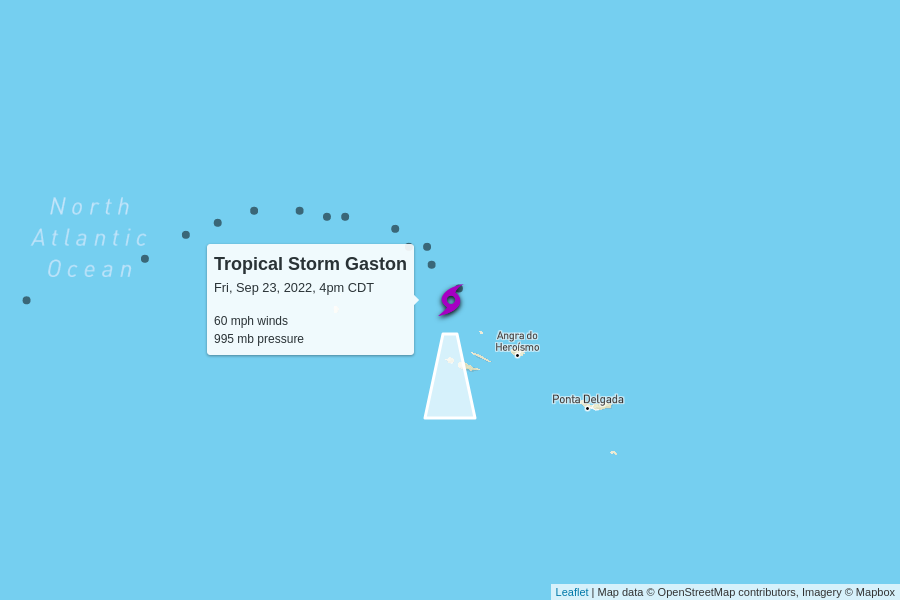 North
Atlantic
Ocean
Tropical Storm Gaston
Fri, Sep 23, 2022, 4pm CDT
60 mph winds
995 mb pressure
Angra do
Heroísmo
Ponta Delgada
Leaflet | Map data © OpenStreetMap contributors, Imagery © Mapbox